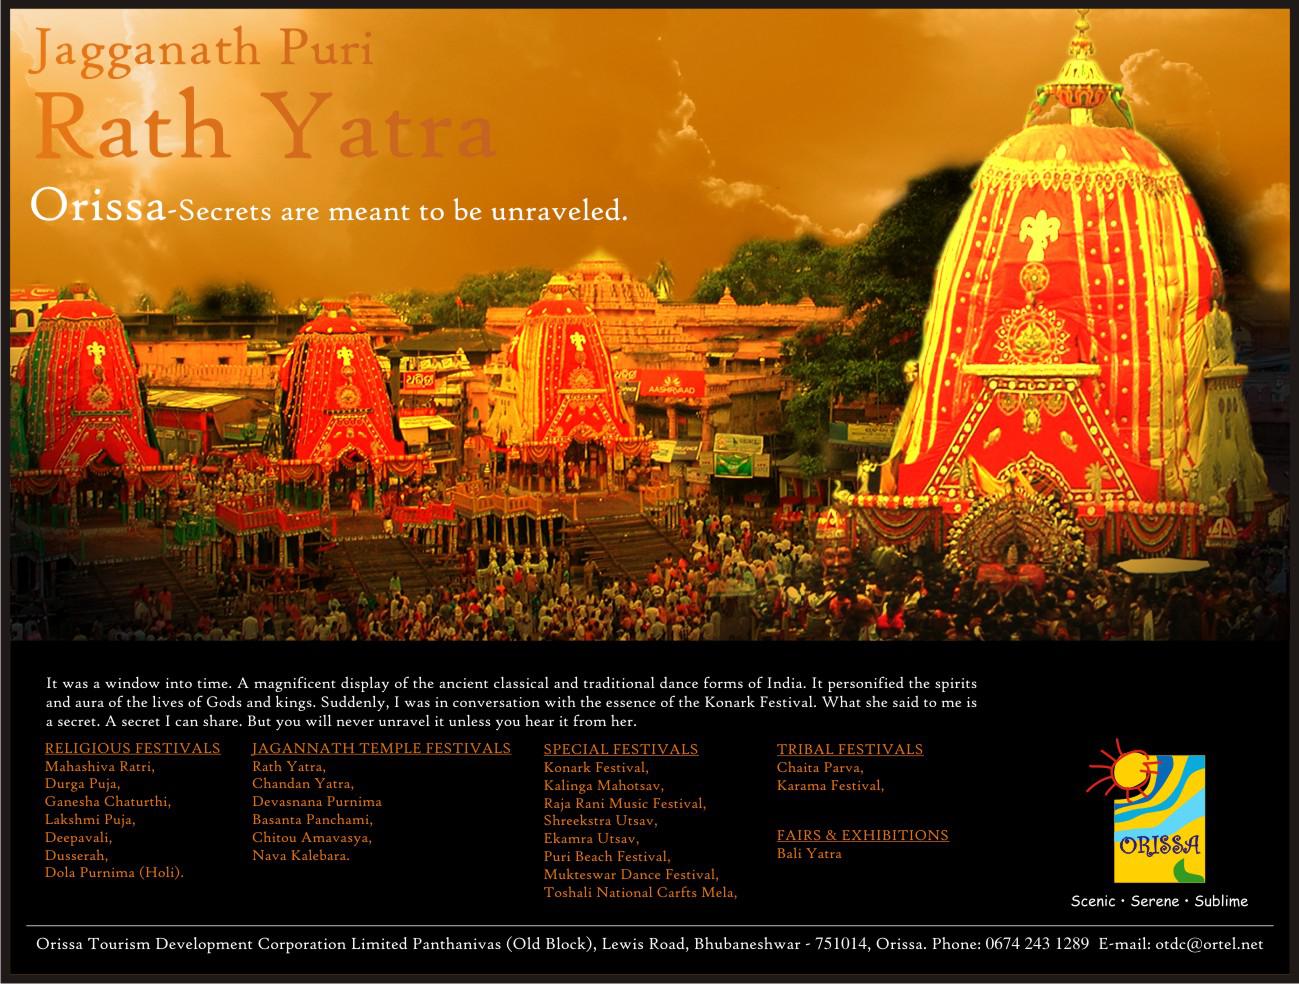 Jagganath Puri
Rath Yatra
Orissa-Secrets are meant to be unraveled.
AASHIRVAAD
It was a window into time. A magnificent display of the ancient classical and traditional dance forms of India. It personified the spirits
and aura of the lives of Gods and kings. Suddenly, I was in conversation with the essence of the Konark Festival. What she said to me is
a secret. A secret I can share. But you will never unravel it unless you hear it from her.
RELIGIOUS FESTIVALS
Mahashiva Ratri,
Durga Puja,
Ganesha Chaturthi,
Lakshmi Puja,
Deepavali,
Dusserah,
Dola Purnima (Holi).
JAGANNATH TEMPLE FESTIVALS
Rath Yatra,
Chandan Yatra,
Devasnana Purnima
Basanta Panchami,
Chitou Amavasya,
Nava Kalebara.
SPECIAL FESTIVALS
Konark Festival,
Kalinga Mahotsav,
Raja Rani Music Festival,
Shreekstra Utsav,
Ekamra Utsav,
Puri Beach Festival,
Mukteswar Dance Festival,
Toshali National Carfts Mela,
TRIBAL FESTIVALS
Chaita Parva,
Karama Festival,
FAIRS & EXHIBITIONS
Bali Yatra
ORISSA
Scenic • Serene • Sublime
Orissa Tourism Development Corporation Limited Panthanivas (Old Block), Lewis Road, Bhubaneshwar - 751014, Orissa. Phone: 0674 243 1289 E-mail: otdc@ortel.net